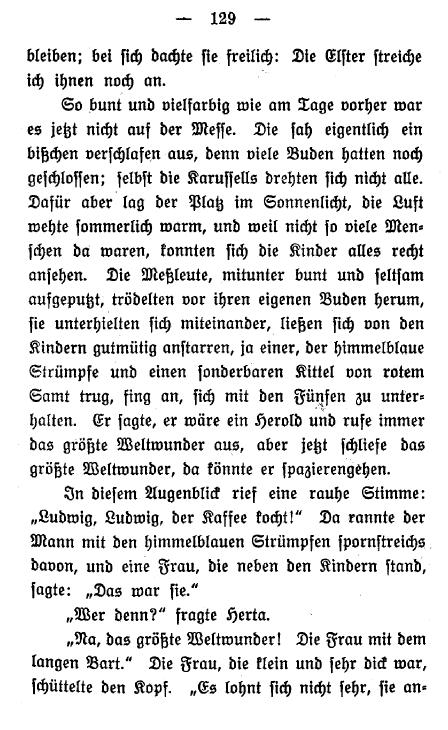 — 129 —
bleiben; bei sich dachte sie freilich: Die Elster streiche
ich ihnen noch an.
So bunt und vielfarbig wie am Tage vorher war
es jetzt nicht auf der Messe. Die sah eigentlich ein
bißchen verschlafen aus, denn viele Buden hatten noch
geschlossen; selbst die Karussells drehten sich nicht alle.
Dafür aber lag der Platz im Sonnenlicht, die Luft
wehte sommerlich warm, und weil nicht so viele Men-
schen da waren, konnten sich die Kinder alles recht
ansehen. Die Meßleute, mitunter bunt und seltsam
aufgeputzt, trödelten vor ihren eigenen Buden herum,
sie unterhielten sich miteinander, ließen sich von den
Kindern gutmütig anstarren, ja einer, der himmelblaue
Strümpfe und einen sonderbaren Kittel von rotem
Samt trug, fing an, sich mit den Fünfen zu unter-
halten. Er sagte, er wäre ein Herold und rufe immer
das größte Weltwunder aus, aber jetzt schliefe das
größte Weltwunder, da könnte er spazierengehen.
In diesem Augenblick rief eine rauhe Stimme:
„Ludwig, Ludwig, der Kaffee kocht!“ Da rannte der
Mann mit den himmelblauen Strümpfen spornstreichs
davon, und eine Frau, die neben den Kindern stand,
sagte: „Das war sie.“
„Wer denn?“ fragte Herta.
„Na, das größte Weltwunder! Die Frau mit dem
langen Bart.“ Die Frau, die klein und sehr dick war,
schüttelte den Kopf. „Es lohnt sich nicht sehr, sie an-